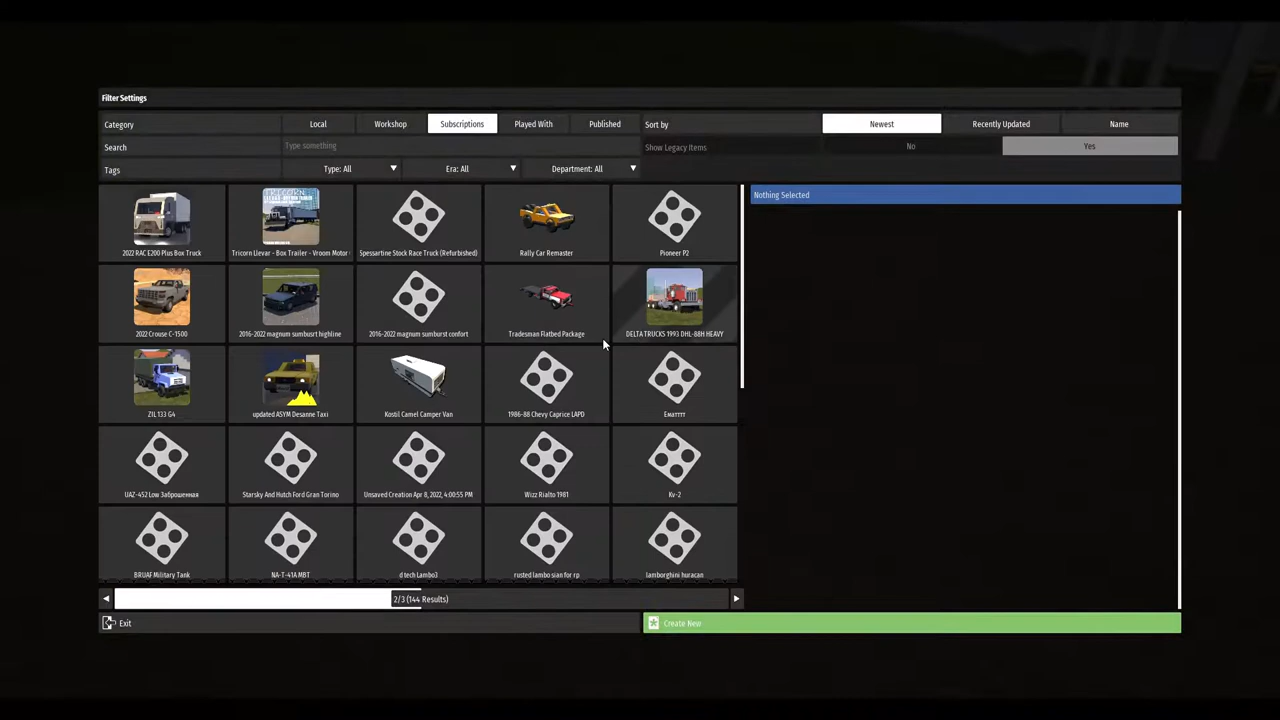 Filter Settings
Category Local Workshop Subscriptions Played With Published Sort by Newest Recently Updated Name
Search Type something Show Legacy Items No Yes
Tags Type: All Era: All Department: All
Nothing Selected
2022 RAC E200 Plus Box Truck Tricorn Llevar - Box Trailer - Vroom Motor Spessartine Stock Race Truck (Refurbished) Rally Car Remaster Pioneer P2
2022 Crouse C-1500 2016-2022 magnum sumbusrt highline 2016-2022 magnum sumburst confort Tradesman Flatbed Package DELTA TRUCKS 1993 DHL-88H HEAVY
ZIL 133 G4 updated ASYM Desanne Taxi Kostil Camel Camper Van 1986-88 Chevy Caprice LAPD Ематттт
UAZ-452 Low Заброшенная Starsky And Hutch Ford Gran Torino Unsaved Creation Apr 8, 2022, 4:00:55 PM Wizz Rialto 1981 Kv-2
BRUAF Military Tank NA-T-41A MBT d tech Lambo3 rusted lambo sian for rp lamborghini huracan
2/3 (144 Results)
Exit Create New